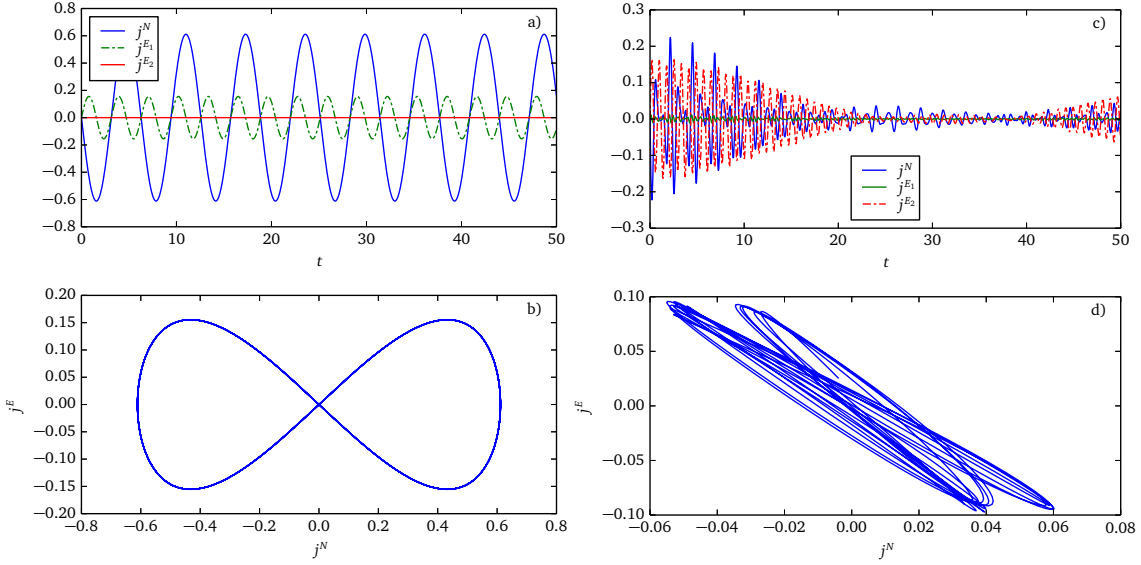 a)
0.8
0.6
0.4
0.2
0.0
−0.2
−0.4
−0.6
−0.8
j^N
j^{E_1}
j^{E_2}
0 10 20 30 40 50
t
c)
0.3
0.2
0.1
0.0
−0.1
−0.2
−0.3
j^N
j^{E_1}
j^{E_2}
0 10 20 30 40 50
t
b)
0.20
0.15
0.10
0.05
0.00
−0.05
−0.10
−0.15
−0.20
j^E
−0.8 −0.6 −0.4 −0.2 0.0 0.2 0.4 0.6 0.8
j^N
d)
0.10
0.05
0.00
−0.05
−0.10
j^E
−0.06 −0.04 −0.02 0.00 0.02 0.04 0.06 0.08
j^N